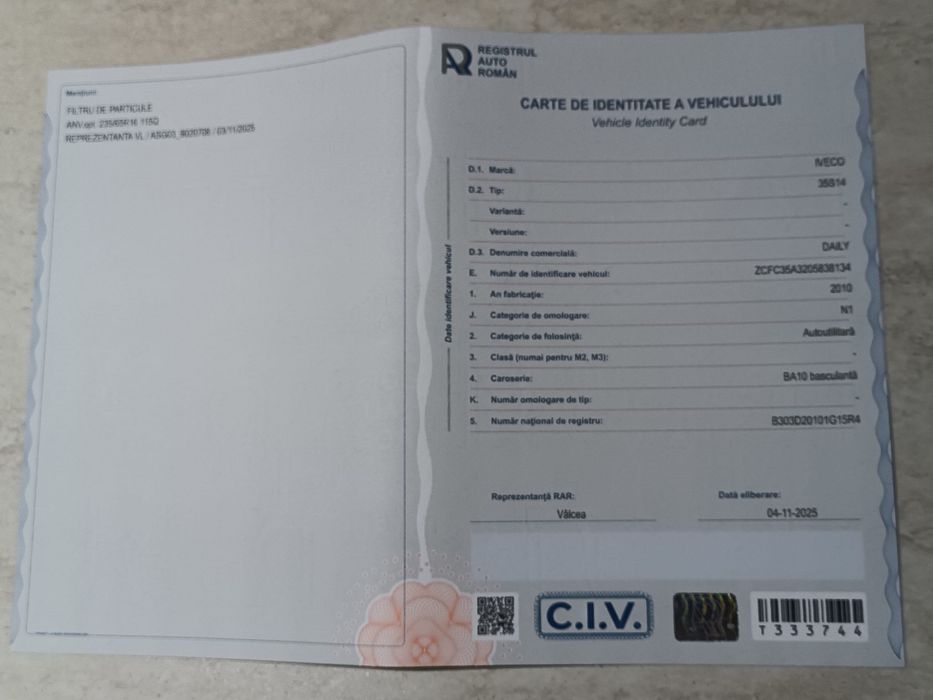 Mențiuni:
FILTRU DE PARTICULE
ANV.opt. 235/65R16 115Q
REPREZENTANTA VL / ASG03_8020708 / 03/11/2025
REGISTRUL
AUTO
ROMÂN
CARTE DE IDENTITATE A VEHICULULUI
Vehicle Identity Card
Date identificare vehicul
D.1. Marcă: IVECO
D.2. Tip: 35S14
Variantă: -
Versiune: -
D.3. Denumire comercială: DAILY
E. Număr de identificare vehicul: ZCFC35A3205838134
1. An fabricație: 2010
J. Categorie de omologare: N1
2. Categorie de folosință: Autoutilitară
3. Clasă (numai pentru M2, M3): -
4. Caroserie: BA10 basculantă
K. Număr omologare de tip: -
5. Număr național de registru: B303D20101G15R4
Reprezentanță RAR: Dată eliberare:
Vâlcea 04-11-2025
C.I.V.
T333744